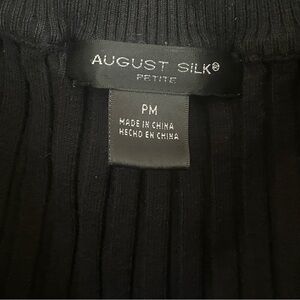 AUGUST SILK®
PETITE
PM
MADE IN CHINA
HECHO EN CHINA